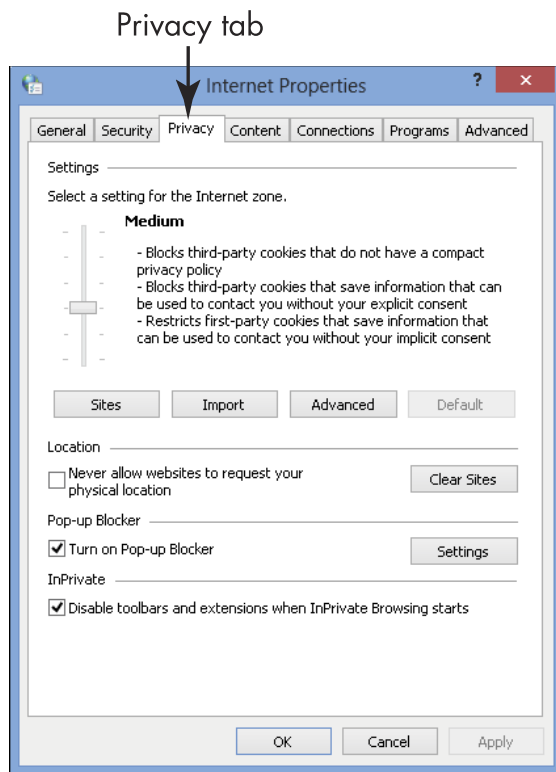 Privacy tab
Internet Properties
?
×
General Security Privacy Content Connections Programs Advanced
Settings
Select a setting for the Internet zone.
Medium
- Blocks third-party cookies that do not have a compact
privacy policy
- Blocks third-party cookies that save information that can
be used to contact you without your explicit consent
- Restricts first-party cookies that save information that
can be used to contact you without your implicit consent
Sites Import Advanced Default
Location
Never allow websites to request your
physical location
Clear Sites
Pop-up Blocker
Turn on Pop-up Blocker
Settings
InPrivate
Disable toolbars and extensions when InPrivate Browsing starts
OK Cancel Apply